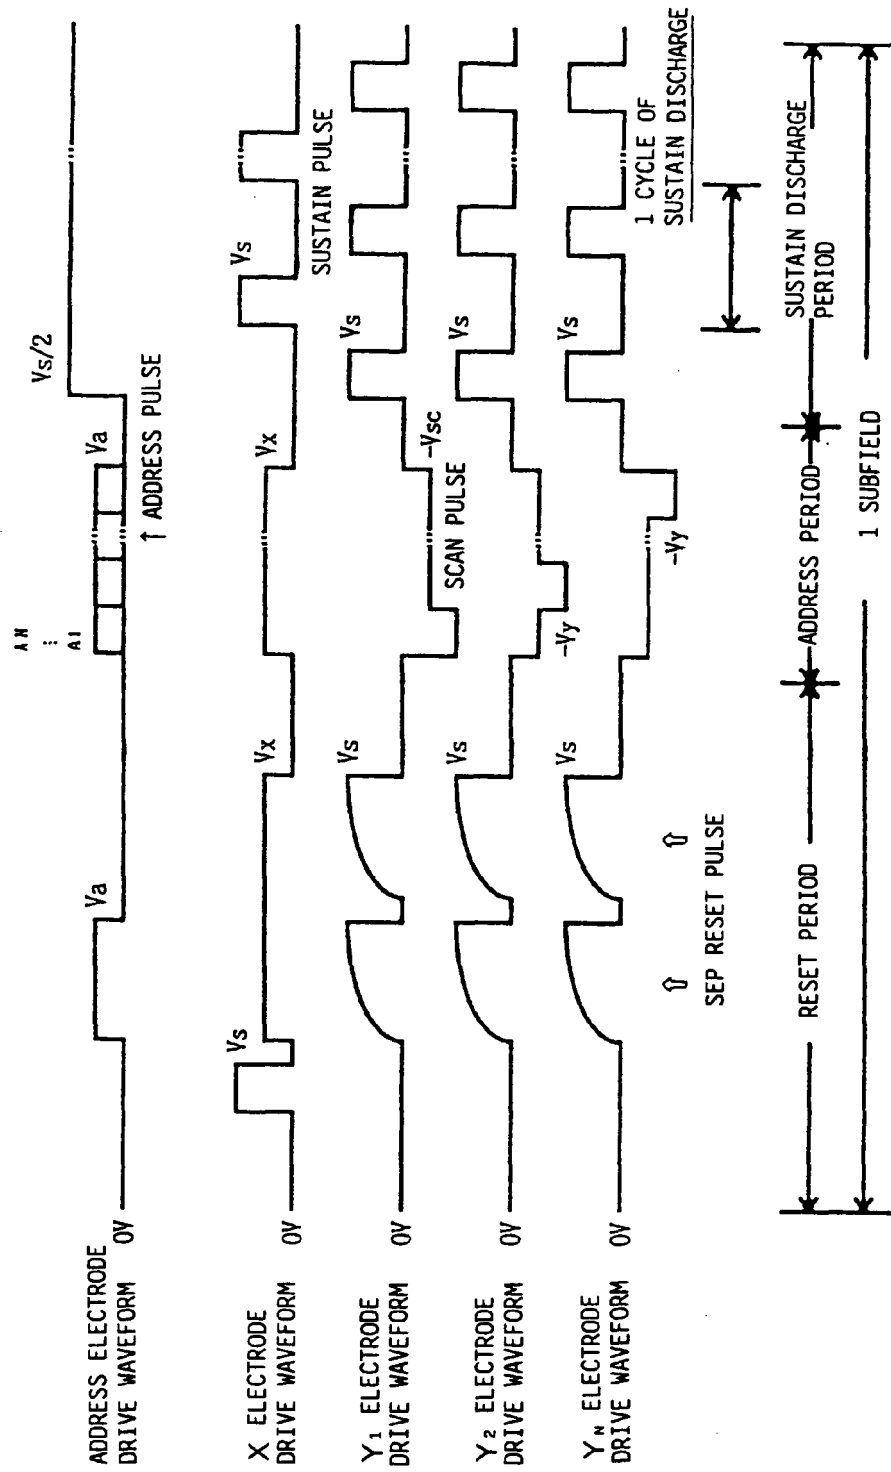 ADDRESS ELECTRODE
DRIVE WAVEFORM
0V
Va
A N
⋮
A1
Va
↑ ADDRESS PULSE
Vs/2
X ELECTRODE
DRIVE WAVEFORM
0V
Vs
Vx
Vx
Vs
SUSTAIN PULSE
Y1 ELECTRODE
DRIVE WAVEFORM
0V
Vs
SCAN PULSE
-Vsc
Vs
Y2 ELECTRODE
DRIVE WAVEFORM
0V
Vs
-Vy
Vs
YN ELECTRODE
DRIVE WAVEFORM
0V
Vs
-Vy
Vs
1 CYCLE OF
SUSTAIN DISCHARGE
SEP RESET PULSE
RESET PERIOD
ADDRESS PERIOD
SUSTAIN DISCHARGE
PERIOD
1 SUBFIELD